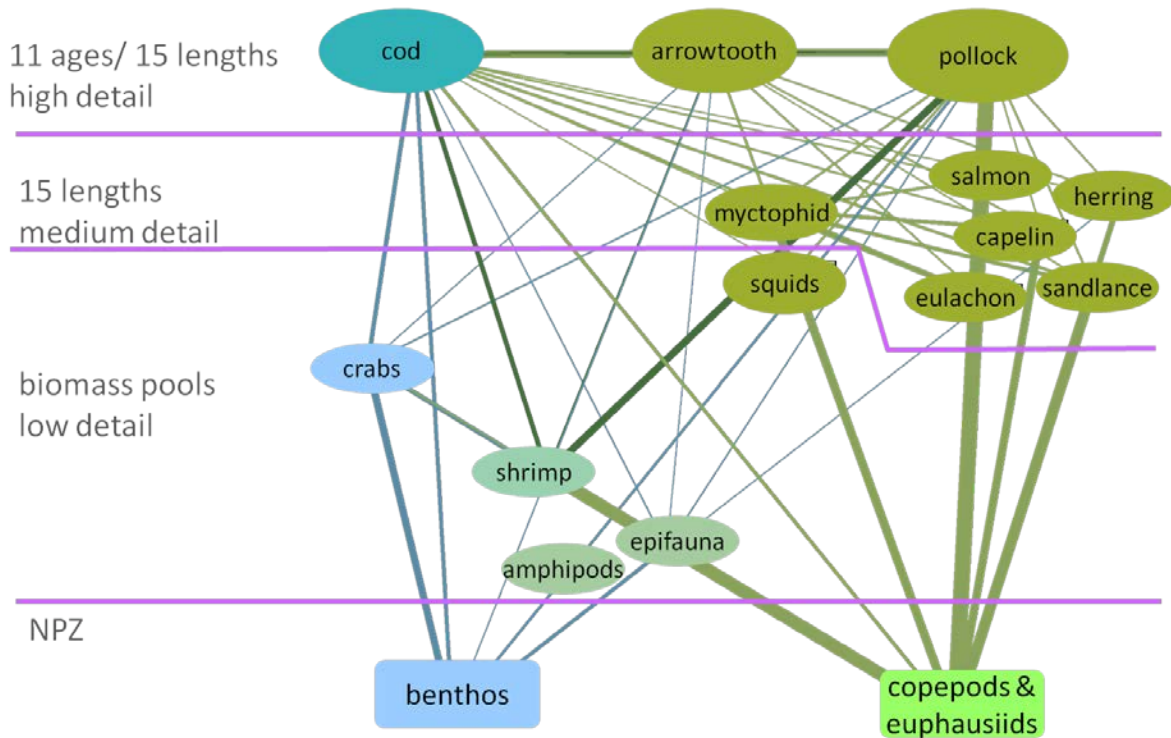 cod
arrowtooth
pollock
11 ages/ 15 lengths
high detail
salmon
herring
15 lengths
medium detail
myctophid
capelin
squids
eulachon
sandlance
crabs
biomass pools
low detail
shrimp
epifauna
amphipods
NPZ
benthos
copepods &
euphausiids